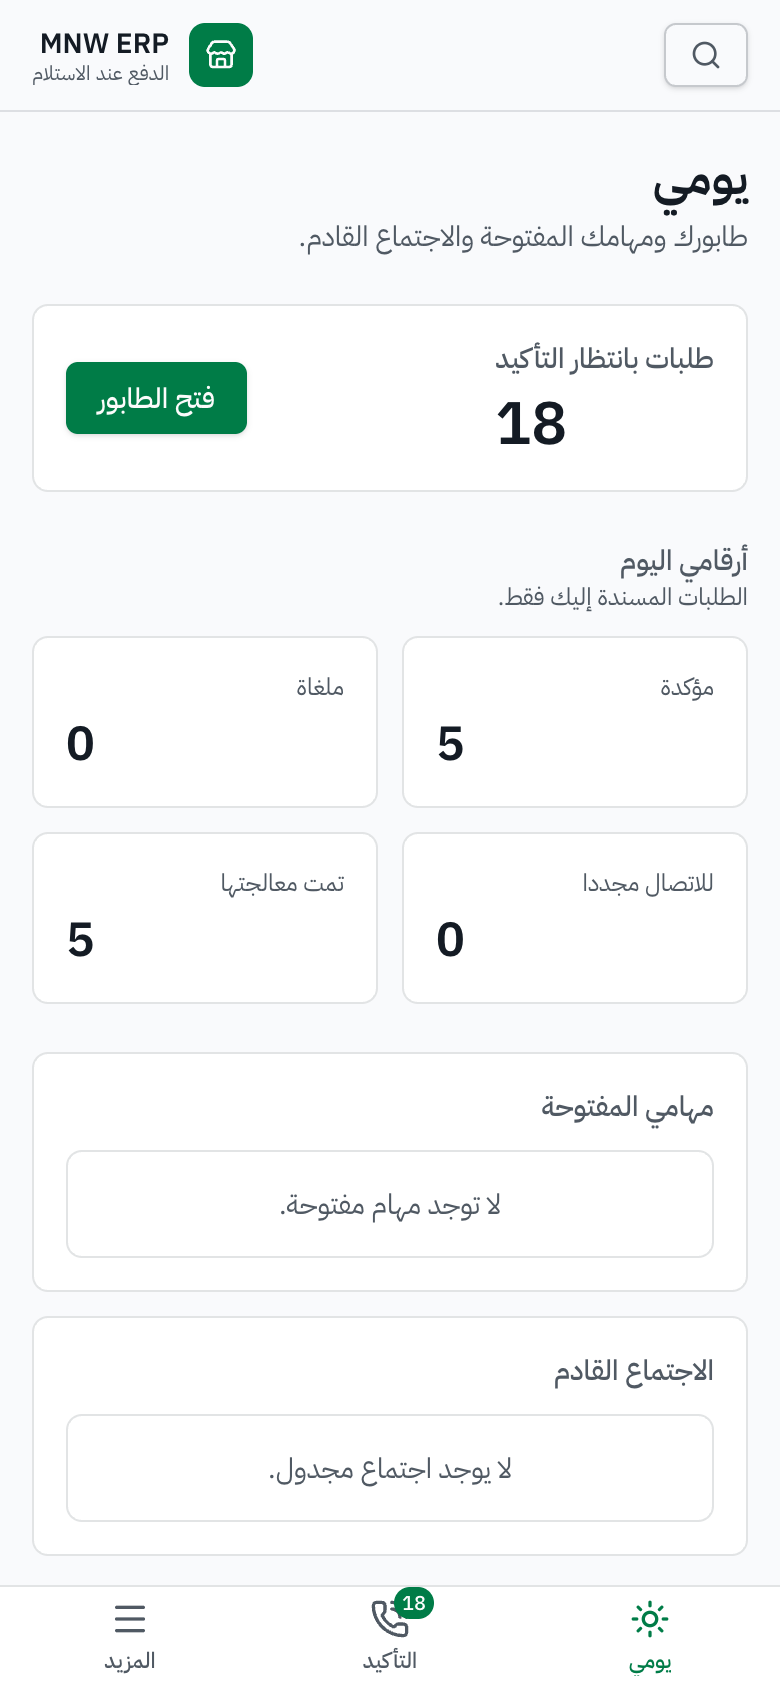 MNW ERP
الدفع عند الاستلام
يومي
طابورك ومهامك المفتوحة والاجتماع القادم.
طلبات بانتظار التأكيد
18
فتح الطابور
أرقامي اليوم
الطلبات المسندة إليك فقط.
مؤكدة
5
ملغاة
0
للاتصال مجددا
0
تمت معالجتها
5
مهامي المفتوحة
لا توجد مهام مفتوحة.
الاجتماع القادم
لا يوجد اجتماع مجدول.
يومي
18
التأكيد
المزيد